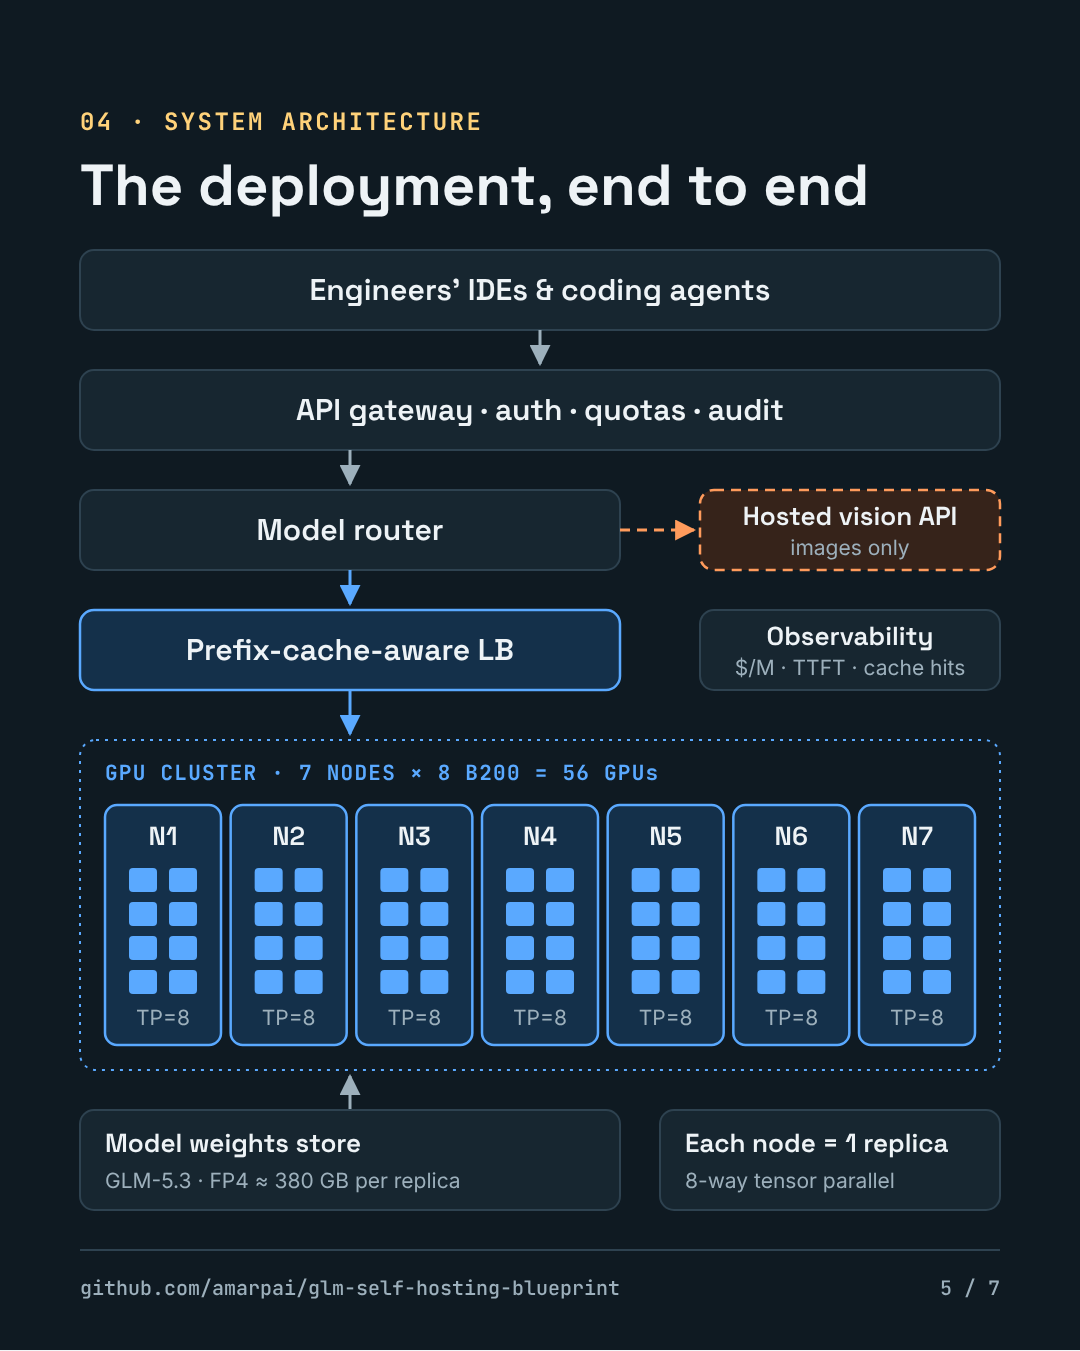 04 · SYSTEM ARCHITECTURE
The deployment, end to end
Engineers’ IDEs & coding agents
API gateway · auth · quotas · audit
Model router
Hosted vision API
images only
Prefix-cache-aware LB
Observability
$/M · TTFT · cache hits
GPU CLUSTER · 7 NODES × 8 B200 = 56 GPUs
N1 N2 N3 N4 N5 N6 N7
TP=8 TP=8 TP=8 TP=8 TP=8 TP=8 TP=8
Model weights store
GLM-5.3 · FP4 ≈ 380 GB per replica
Each node = 1 replica
8-way tensor parallel
github.com/amarpai/glm-self-hosting-blueprint
5 / 7